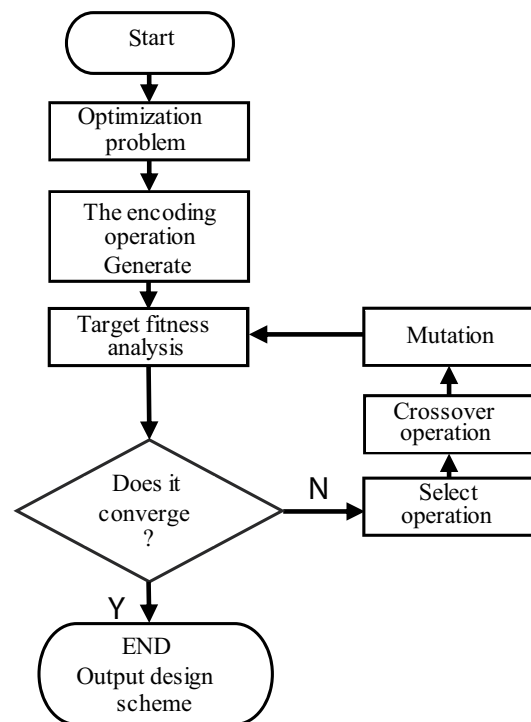 Start
Optimization
problem
The encoding
operation
Generate
Target fitness
analysis
Mutation
Crossover
operation
Select
operation
Does it
converge
?
N
Y
END
Output design
scheme